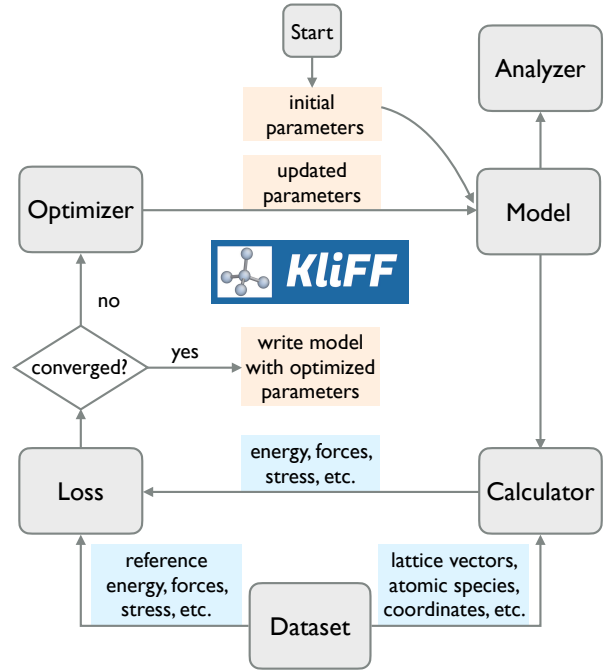 Start
Analyzer
initial
parameters
updated
parameters
Optimizer
Model
KliFF
no
converged?
yes
write model
with optimized
parameters
energy, forces,
stress, etc.
Loss
Calculator
reference
energy, forces,
stress, etc.
lattice vectors,
atomic species,
coordinates, etc.
Dataset